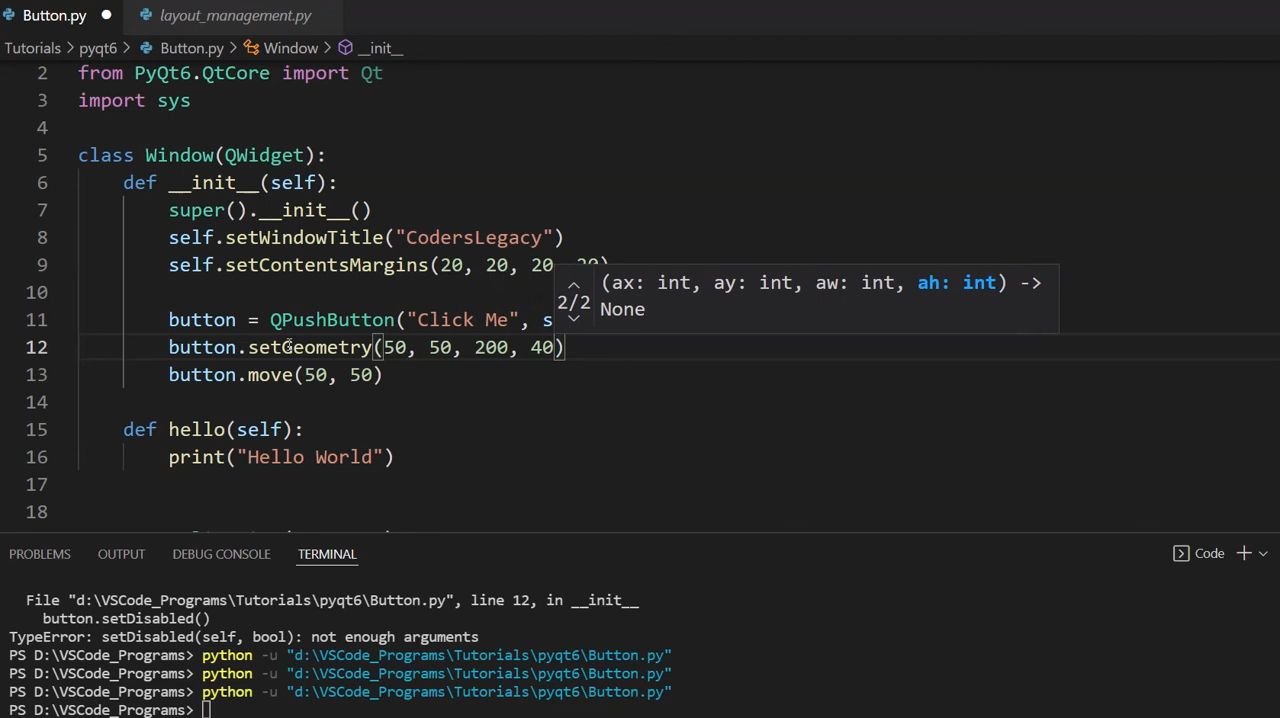 Button.py layout_management.py
Tutorials > pyqt6 > Button.py > Window > __init__
2 from PyQt6.QtCore import Qt
3 import sys
4
5 class Window(QWidget):
6 def __init__(self):
7 super().__init__()
8 self.setWindowTitle("CodersLegacy")
9 self.setContentsMargins(20, 20, 20, 20)
10
11 button = QPushButton("Click Me", s
12 button.setGeometry(50, 50, 200, 40)
13 button.move(50, 50)
14
15 def hello(self):
16 print("Hello World")
17
18
2/2 (ax: int, ay: int, aw: int, ah: int) ->
None
PROBLEMS OUTPUT DEBUG CONSOLE TERMINAL Code
File "d:\VSCode_Programs\Tutorials\pyqt6\Button.py", line 12, in __init__
button.setDisabled()
TypeError: setDisabled(self, bool): not enough arguments
PS D:\VSCode_Programs> python -u "d:\VSCode_Programs\Tutorials\pyqt6\Button.py"
PS D:\VSCode_Programs> python -u "d:\VSCode_Programs\Tutorials\pyqt6\Button.py"
PS D:\VSCode_Programs> python -u "d:\VSCode_Programs\Tutorials\pyqt6\Button.py"
PS D:\VSCode_Programs>